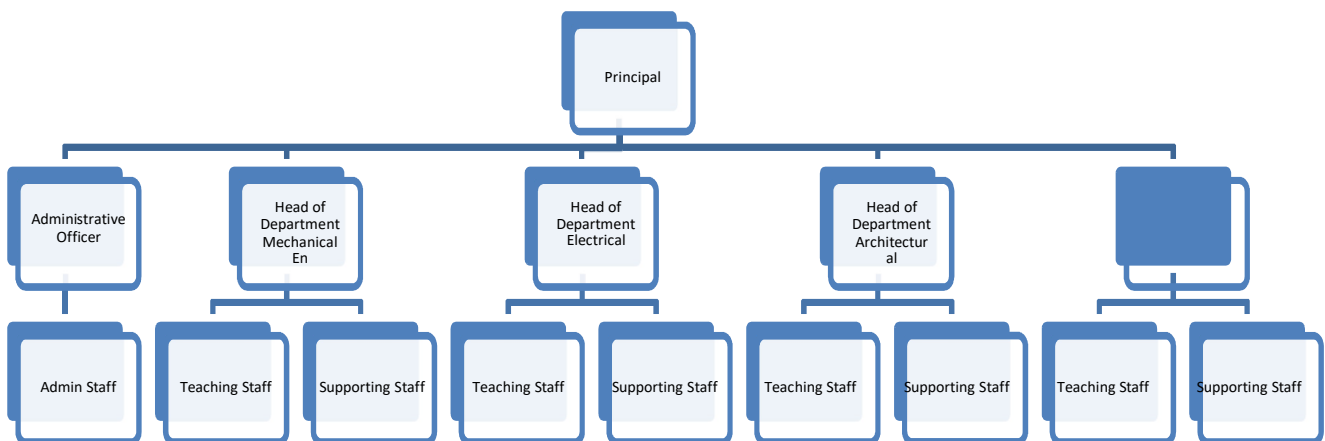 Principal
Administrative
Officer
Head of
Department
Mechanical
En
Head of
Department
Electrical
Head of
Department
Architectur
al
Admin Staff
Teaching Staff
Supporting Staff
Teaching Staff
Supporting Staff
Teaching Staff
Supporting Staff
Teaching Staff
Supporting Staff